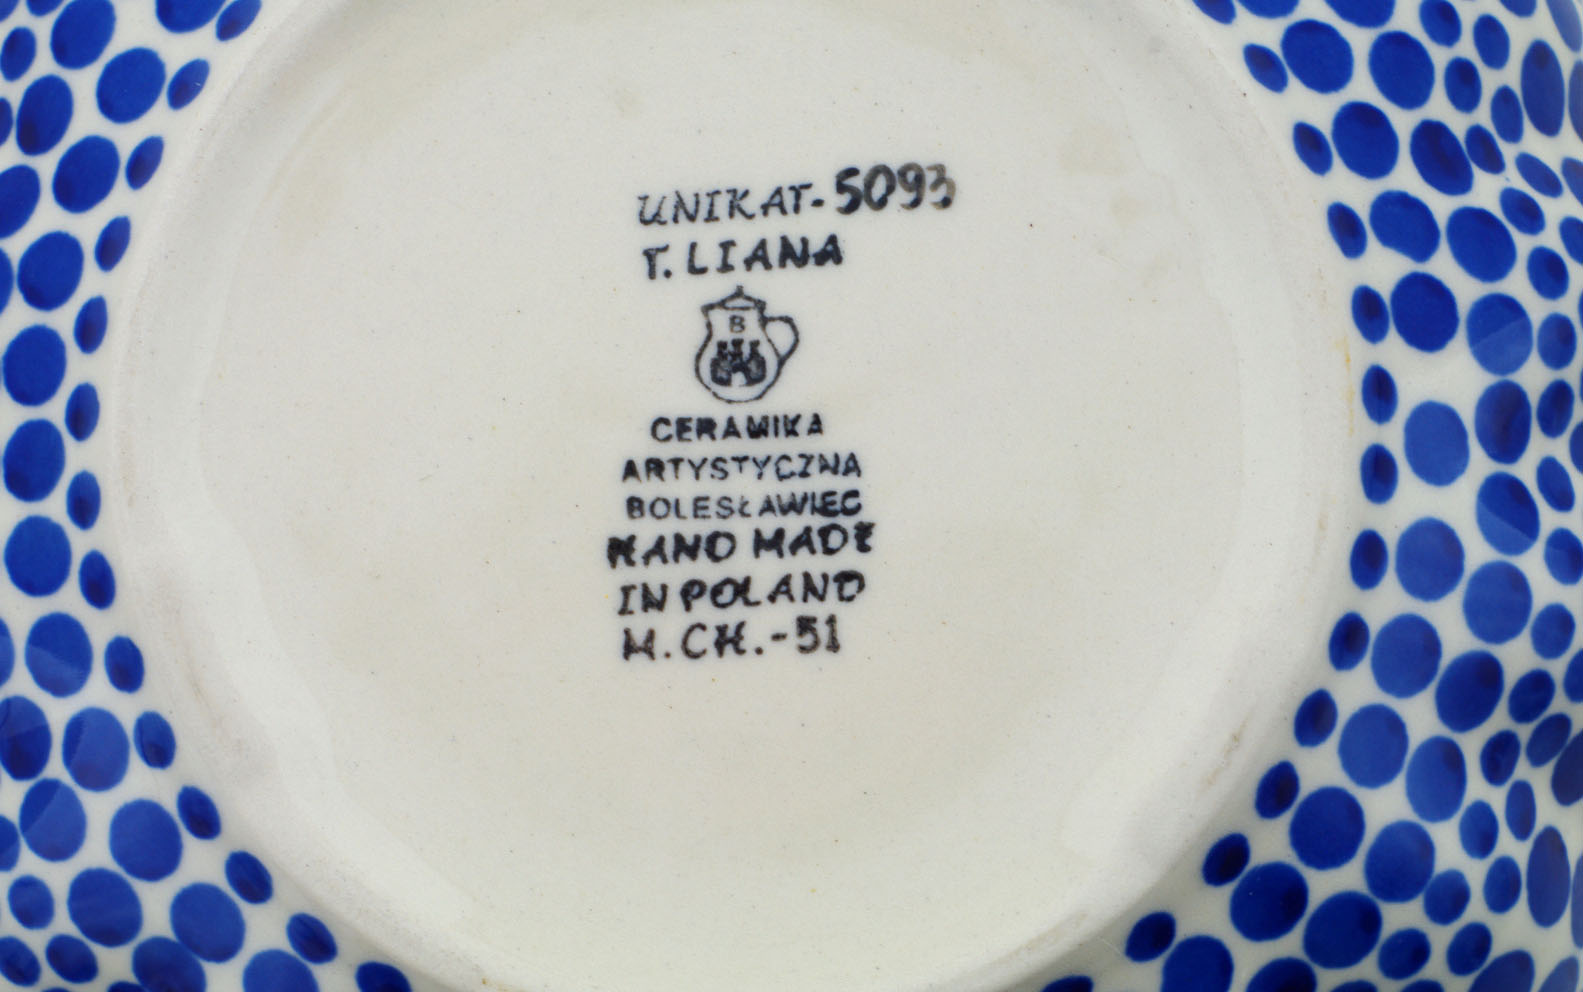 UNIKAT-5093
T. LIANA
B
CERAMIKA
ARTYSTYCZNA
BOLESŁAWIEC
HAND MADE
IN POLAND
M.CH.-51